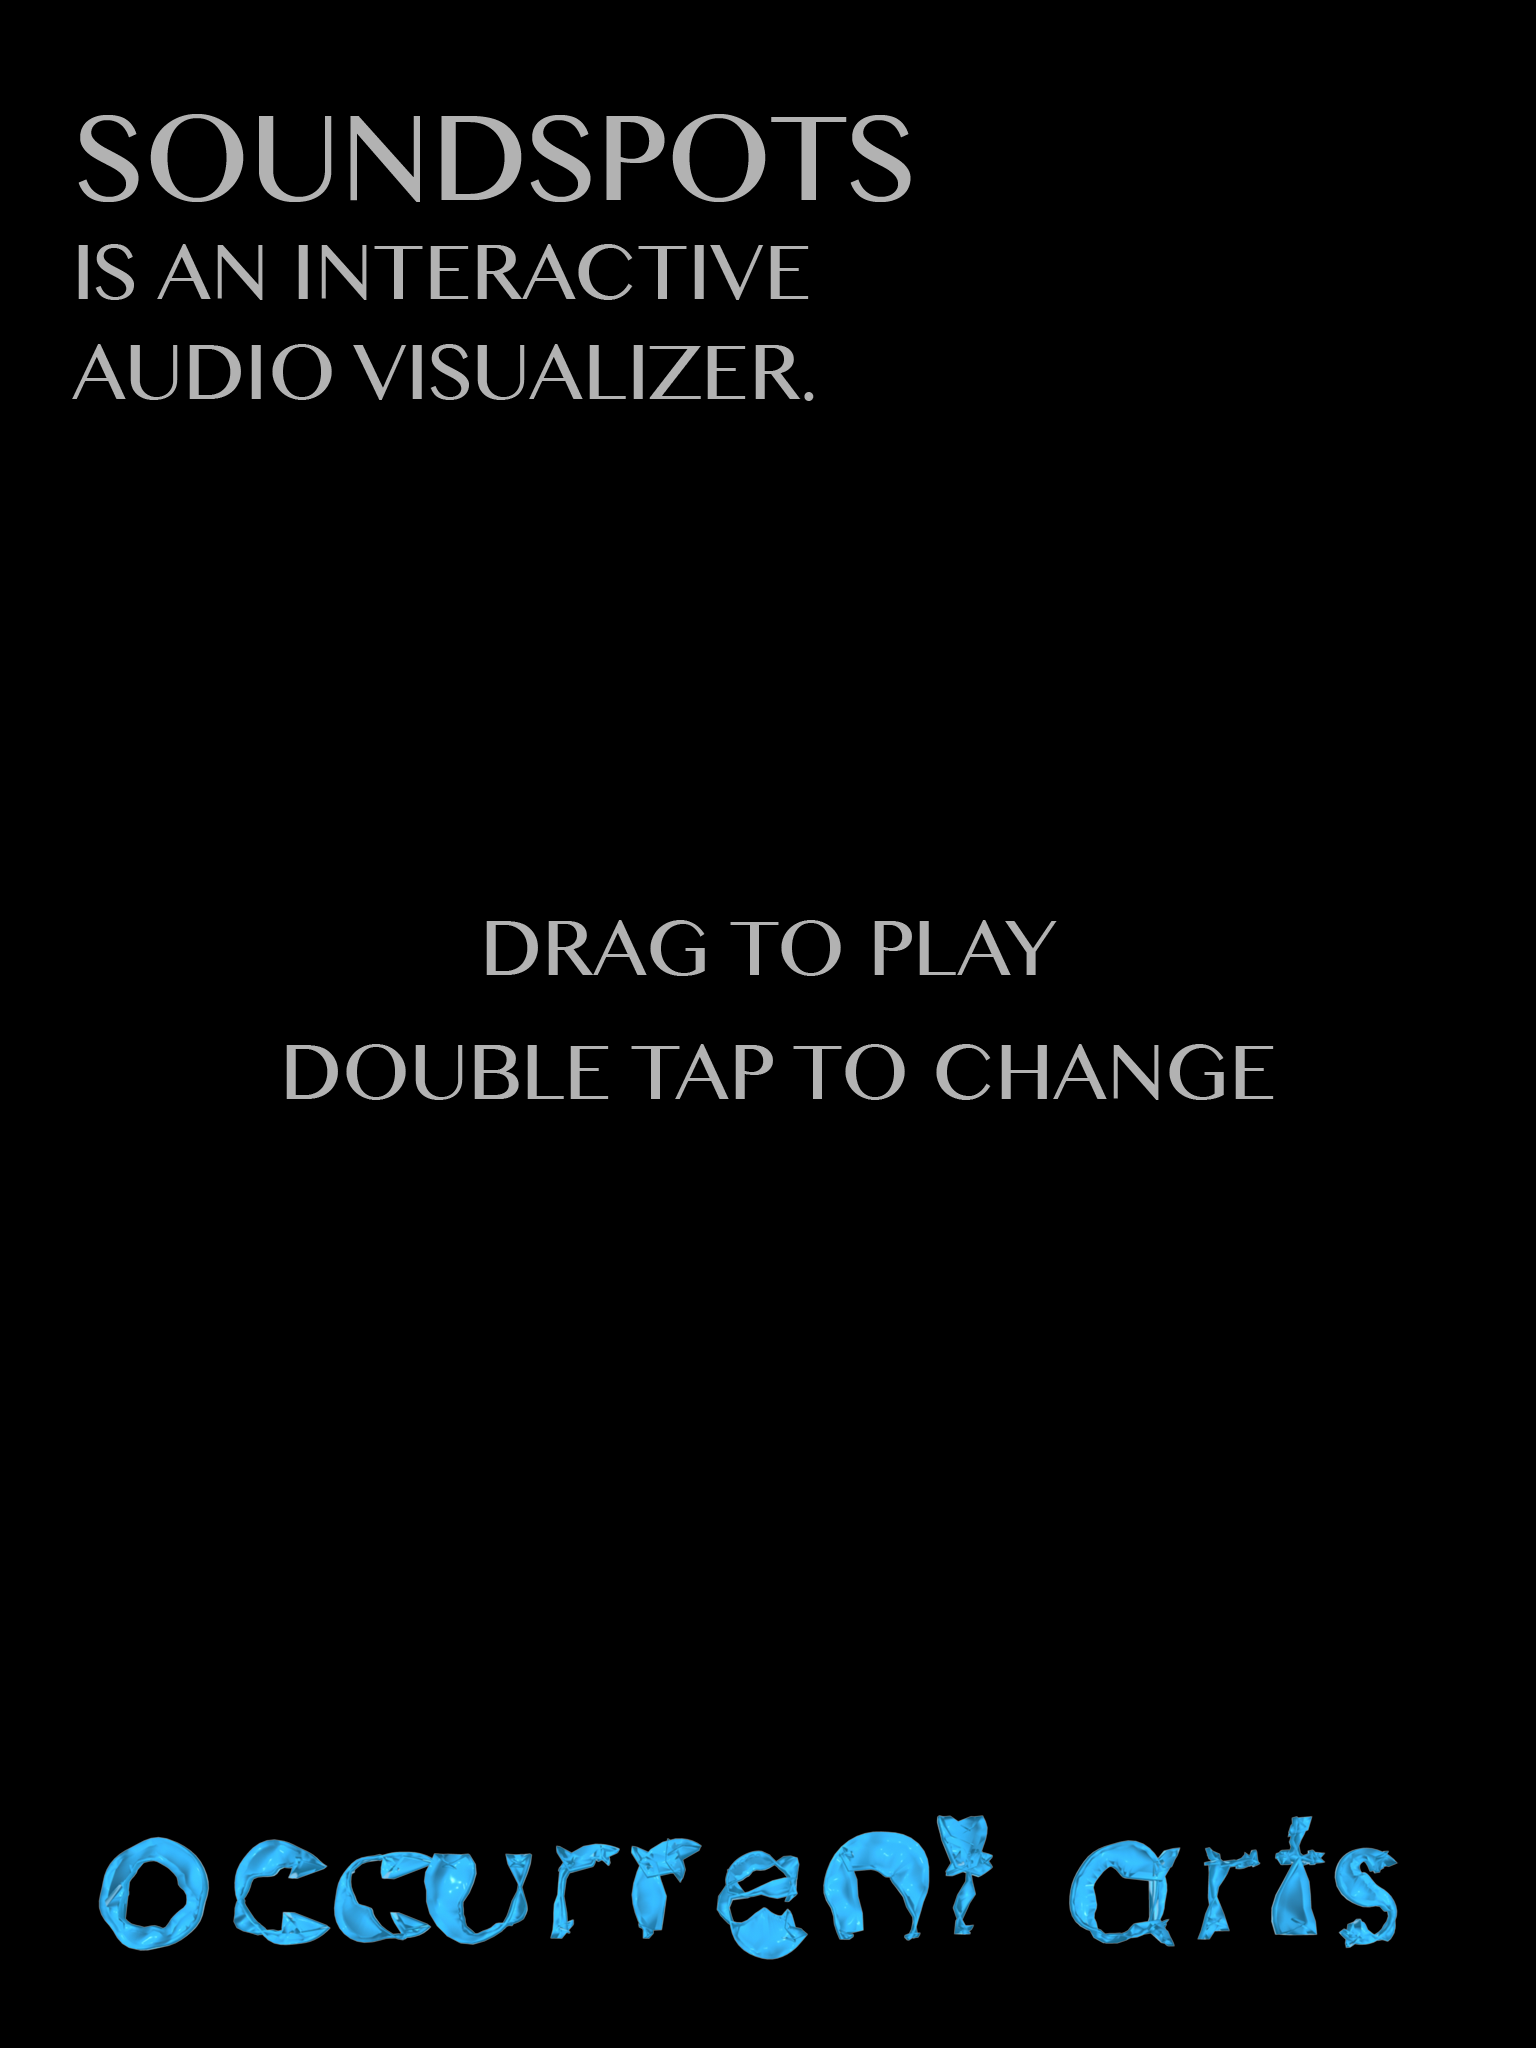 SOUNDSPOTS
IS AN INTERACTIVE
AUDIO VISUALIZER.
DRAG TO PLAY
DOUBLE TAP TO CHANGE
occurrent arts